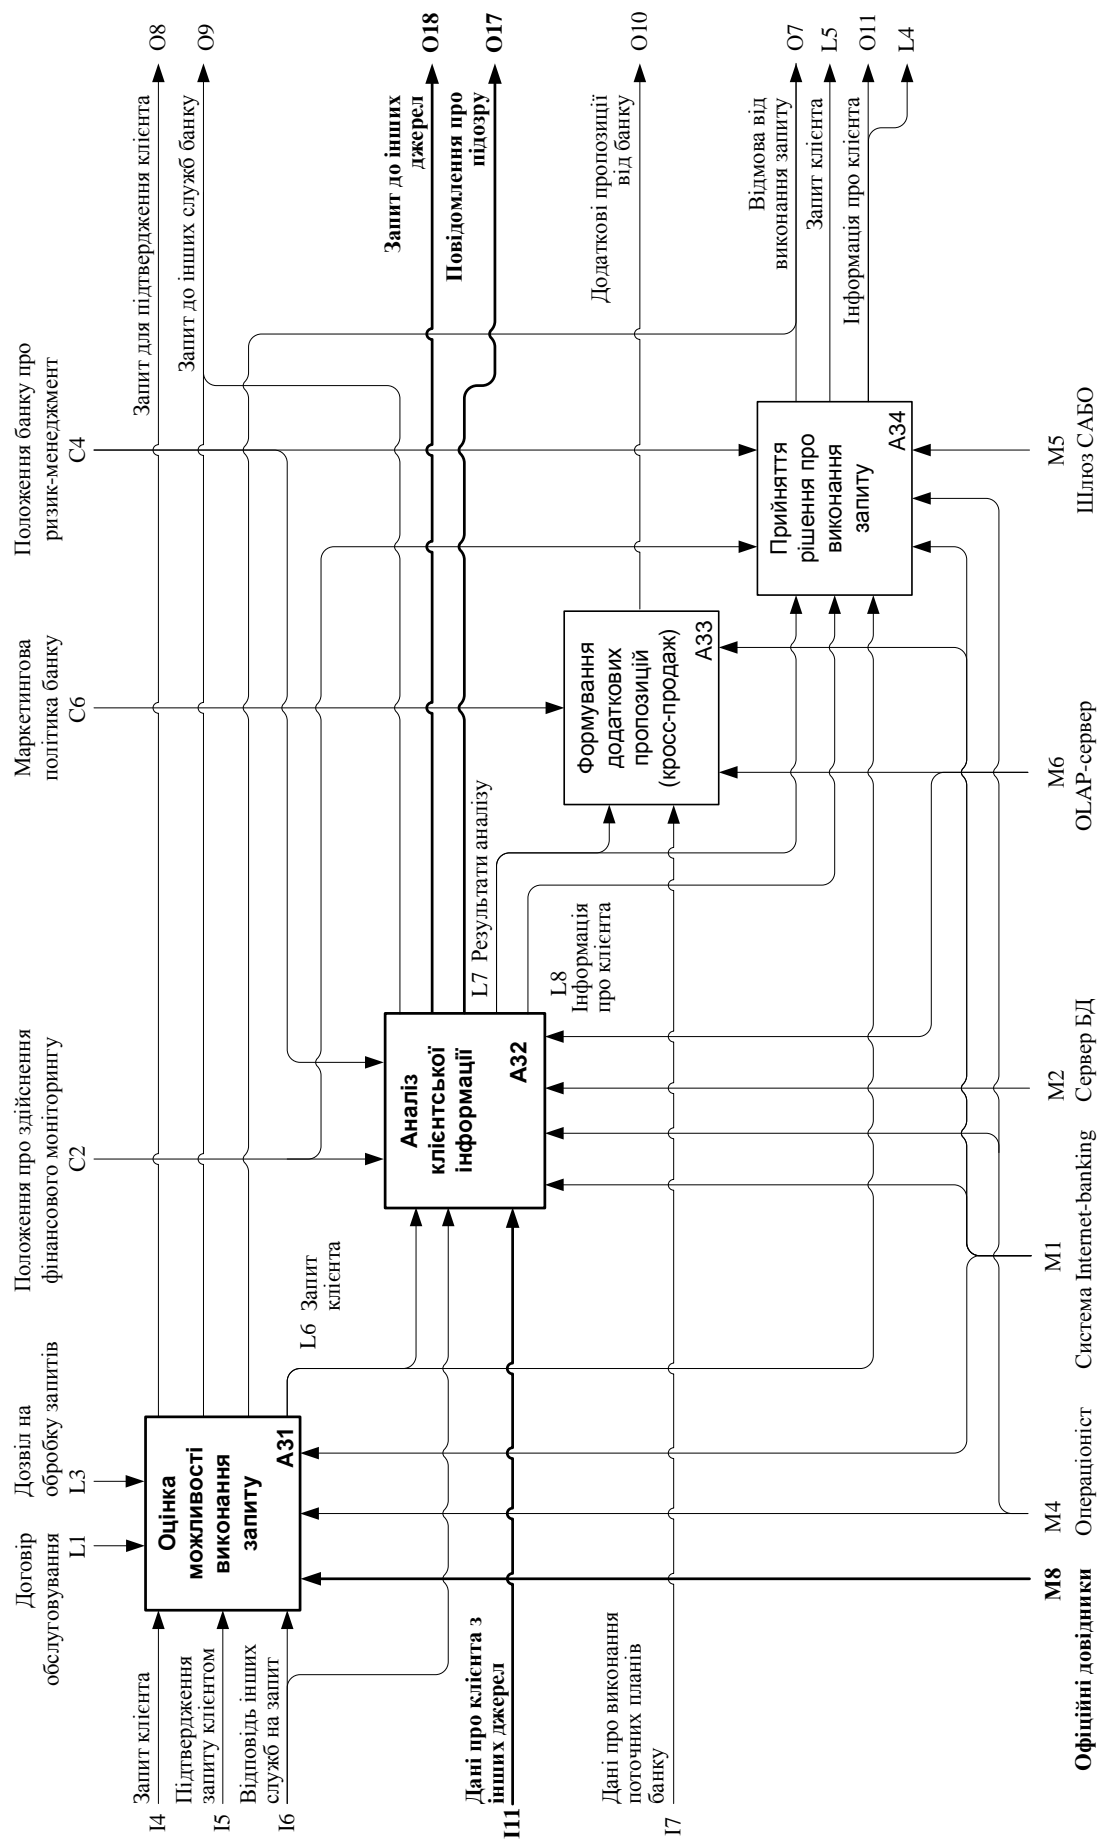 Договір
обслуговування
L1
Дозвіл на
обробку запитів
L3
Положення про здійснення
фінансового моніторингу
C2
Маркетингова
політика банку
C6
Положення банку про
ризик-менеджмент
C4
Запит клієнта
I4
Підтвердження
запиту клієнтом
I5
Відповідь інших
служб на запит
I6
Дані про клієнта з
інших джерел
I11
Дані про виконання
поточних планів
банку
I7
Оцінка
можливості
виконання
запиту
А31
L6 Запит
клієнта
Аналіз
клієнтської
інформації
А32
L7 Результати аналізу
L8
Інформація
про клієнта
Формування
додаткових
пропозицій
(кросс-продаж)
А33
Прийняття
рішення про
виконання
запиту
А34
Запит для підтвердження клієнта
O8
Запит до інших служб банку
O9
Запит до інших
джерел
O18
Повідомлення про
підозру
O17
Додаткові пропозиції
від банку
O10
Відмова від
виконання запиту
O7
Запит клієнта
L5
Інформація про клієнта
O11
L4
M8
Офіційні довідники
M4
Операціоніст
M1
Система Internet-banking
M2
Сервер БД
M6
OLAP-сервер
M5
Шлюз САБО